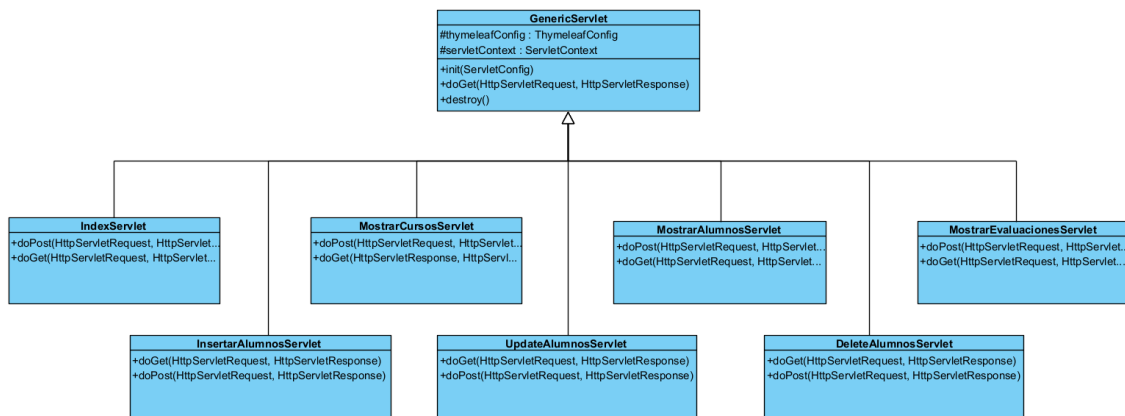 GenericServlet
#thymeleafConfig : ThymeleafConfig
#servletContext : ServletContext
+init(ServletConfig)
+doGet(HttpServletRequest, HttpServletResponse)
+destroy()
IndexServlet
+doPost(HttpServletRequest, HttpServlet...
+doGet(HttpServletRequest, HttpServlet...
MostrarCursosServlet
+doPost(HttpServletRequest, HttpServlet...
+doGet(HttpServletResponse, HttpServl...
MostrarAlumnosServlet
+doPost(HttpServletRequest, HttpServlet...
+doGet(HttpServletRequest, HttpServlet...
MostrarEvaluacionesServlet
+doPost(HttpServletRequest, HttpServlet...
+doGet(HttpServletRequest, HttpServlet...
InsertarAlumnosServlet
+doGet(HttpServletRequest, HttpServletResponse)
+doPost(HttpServletRequest, HttpServletResponse)
UpdateAlumnosServlet
+doGet(HttpServletRequest, HttpServletResponse)
+doPost(HttpServletRequest, HttpServletResponse)
DeleteAlumnosServlet
+doGet(HttpServletRequest, HttpServletResponse)
+doPost(HttpServletRequest, HttpServletResponse)